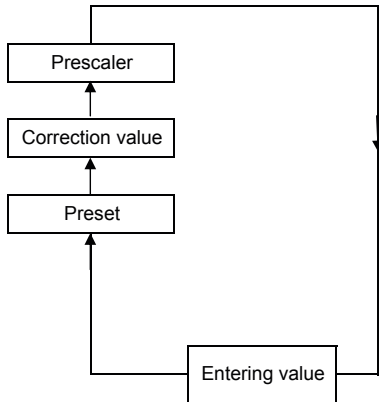 Prescaler
Correction value
Preset
Entering value